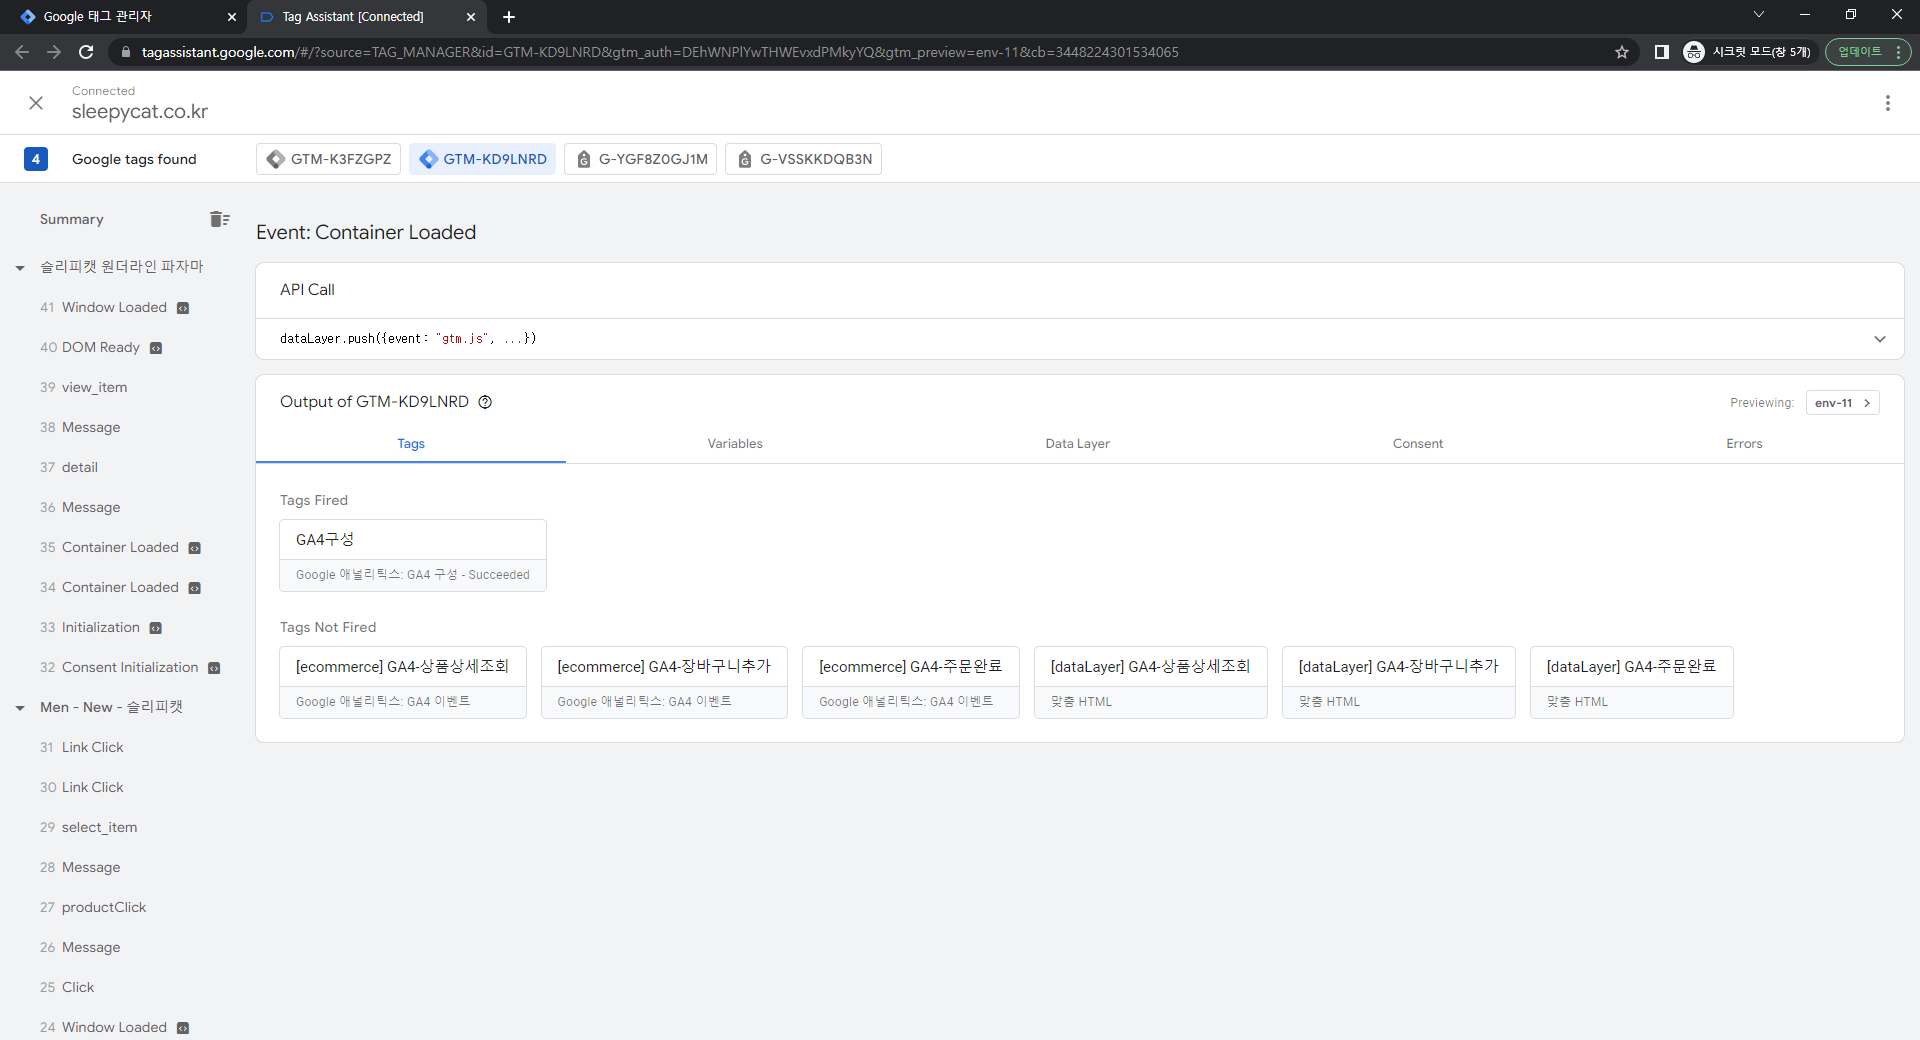 Google 태그 관리자
Tag Assistant [Connected]
tagassistant.google.com/#/?source=TAG_MANAGER&id=GTM-KD9LNRD&gtm_auth=DEhWNPlYwTHWEvxdPMkyYQ&gtm_preview=env-11&cb=3448224301534065
시크릿 모드(창 5개)
업데이트
Connected
sleepycat.co.kr
4
Google tags found
GTM-K3FZGPZ
GTM-KD9LNRD
G-YGF8Z0GJ1M
G-VSSKKDQB3N
Summary
슬리피캣 원더라인 파자마
41 Window Loaded
40 DOM Ready
39 view_item
38 Message
37 detail
36 Message
35 Container Loaded
34 Container Loaded
33 Initialization
32 Consent Initialization
Men - New - 슬리피캣
31 Link Click
30 Link Click
29 select_item
28 Message
27 productClick
26 Message
25 Click
24 Window Loaded
Event: Container Loaded
API Call
dataLayer.push({event: "gtm.js", ...})
Output of GTM-KD9LNRD
Previewing:
env-11
Tags
Variables
Data Layer
Consent
Errors
Tags Fired
GA4구성
Google 애널리틱스: GA4 구성 - Succeeded
Tags Not Fired
[ecommerce] GA4-상품상세조회
Google 애널리틱스: GA4 이벤트
[ecommerce] GA4-장바구니추가
Google 애널리틱스: GA4 이벤트
[ecommerce] GA4-주문완료
Google 애널리틱스: GA4 이벤트
[dataLayer] GA4-상품상세조회
맞춤 HTML
[dataLayer] GA4-장바구니추가
맞춤 HTML
[dataLayer] GA4-주문완료
맞춤 HTML